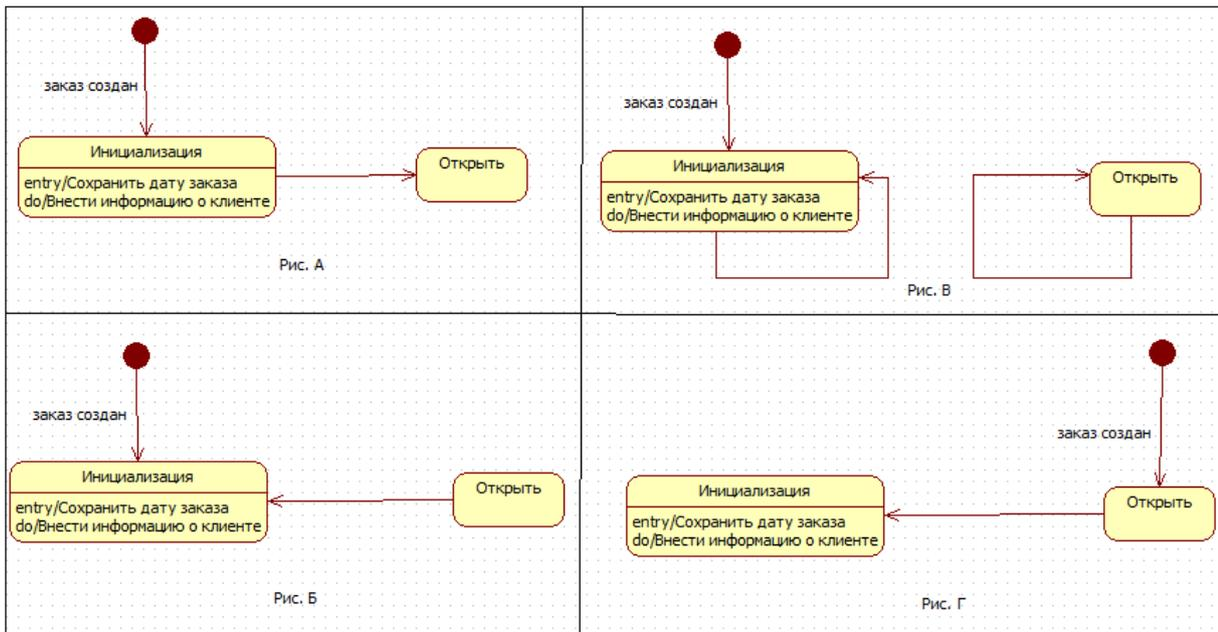 заказ создан
Инициализация
entry/Сохранить дату заказа
do/Внести информацию о клиенте
Открыть
Рис. А
заказ создан
Инициализация
entry/Сохранить дату заказа
do/Внести информацию о клиенте
Открыть
Рис. В
заказ создан
Инициализация
entry/Сохранить дату заказа
do/Внести информацию о клиенте
Открыть
Рис. Б
заказ создан
Инициализация
entry/Сохранить дату заказа
do/Внести информацию о клиенте
Открыть
Рис. Г